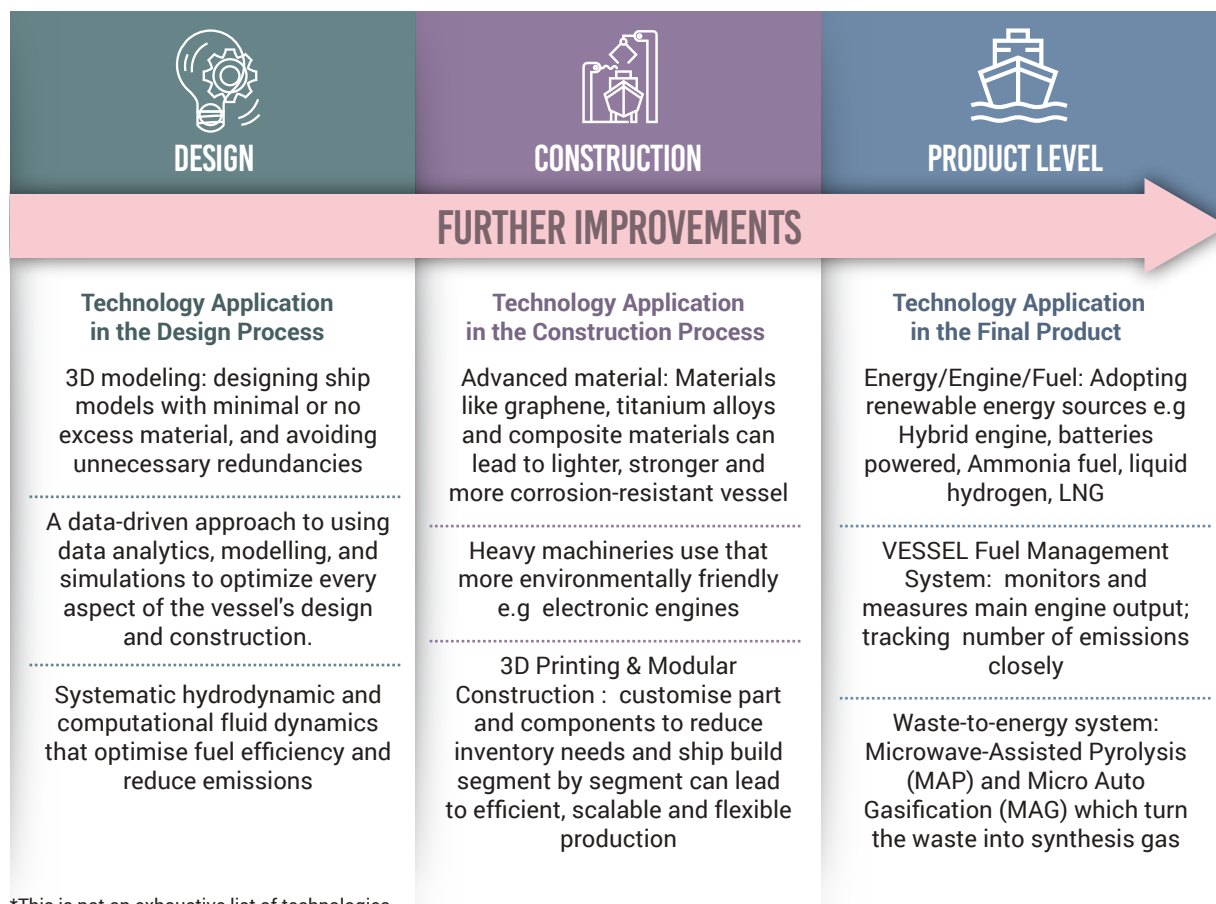 DESIGN
CONSTRUCTION
PRODUCT LEVEL
FURTHER IMPROVEMENTS
Technology Application
in the Design Process
3D modeling: designing ship
models with minimal or no
excess material, and avoiding
unnecessary redundancies
A data-driven approach to using
data analytics, modelling, and
simulations to optimize every
aspect of the vessel's design
and construction.
Systematic hydrodynamic and
computational fluid dynamics
that optimise fuel efficiency and
reduce emissions
Technology Application
in the Construction Process
Advanced material: Materials
like graphene, titanium alloys
and composite materials can
lead to lighter, stronger and
more corrosion-resistant vessel
Heavy machineries use that
more environmentally friendly
e.g electronic engines
3D Printing & Modular
Construction : customise part
and components to reduce
inventory needs and ship build
segment by segment can lead
to efficient, scalable and flexible
production
Technology Application
in the Final Product
Energy/Engine/Fuel: Adopting
renewable energy sources e.g
Hybrid engine, batteries
powered, Ammonia fuel, liquid
hydrogen, LNG
VESSEL Fuel Management
System: monitors and
measures main engine output;
tracking number of emissions
closely
Waste-to-energy system:
Microwave-Assisted Pyrolysis
(MAP) and Micro Auto
Gasification (MAG) which turn
the waste into synthesis gas
*This is not an exhaustive list of technologies